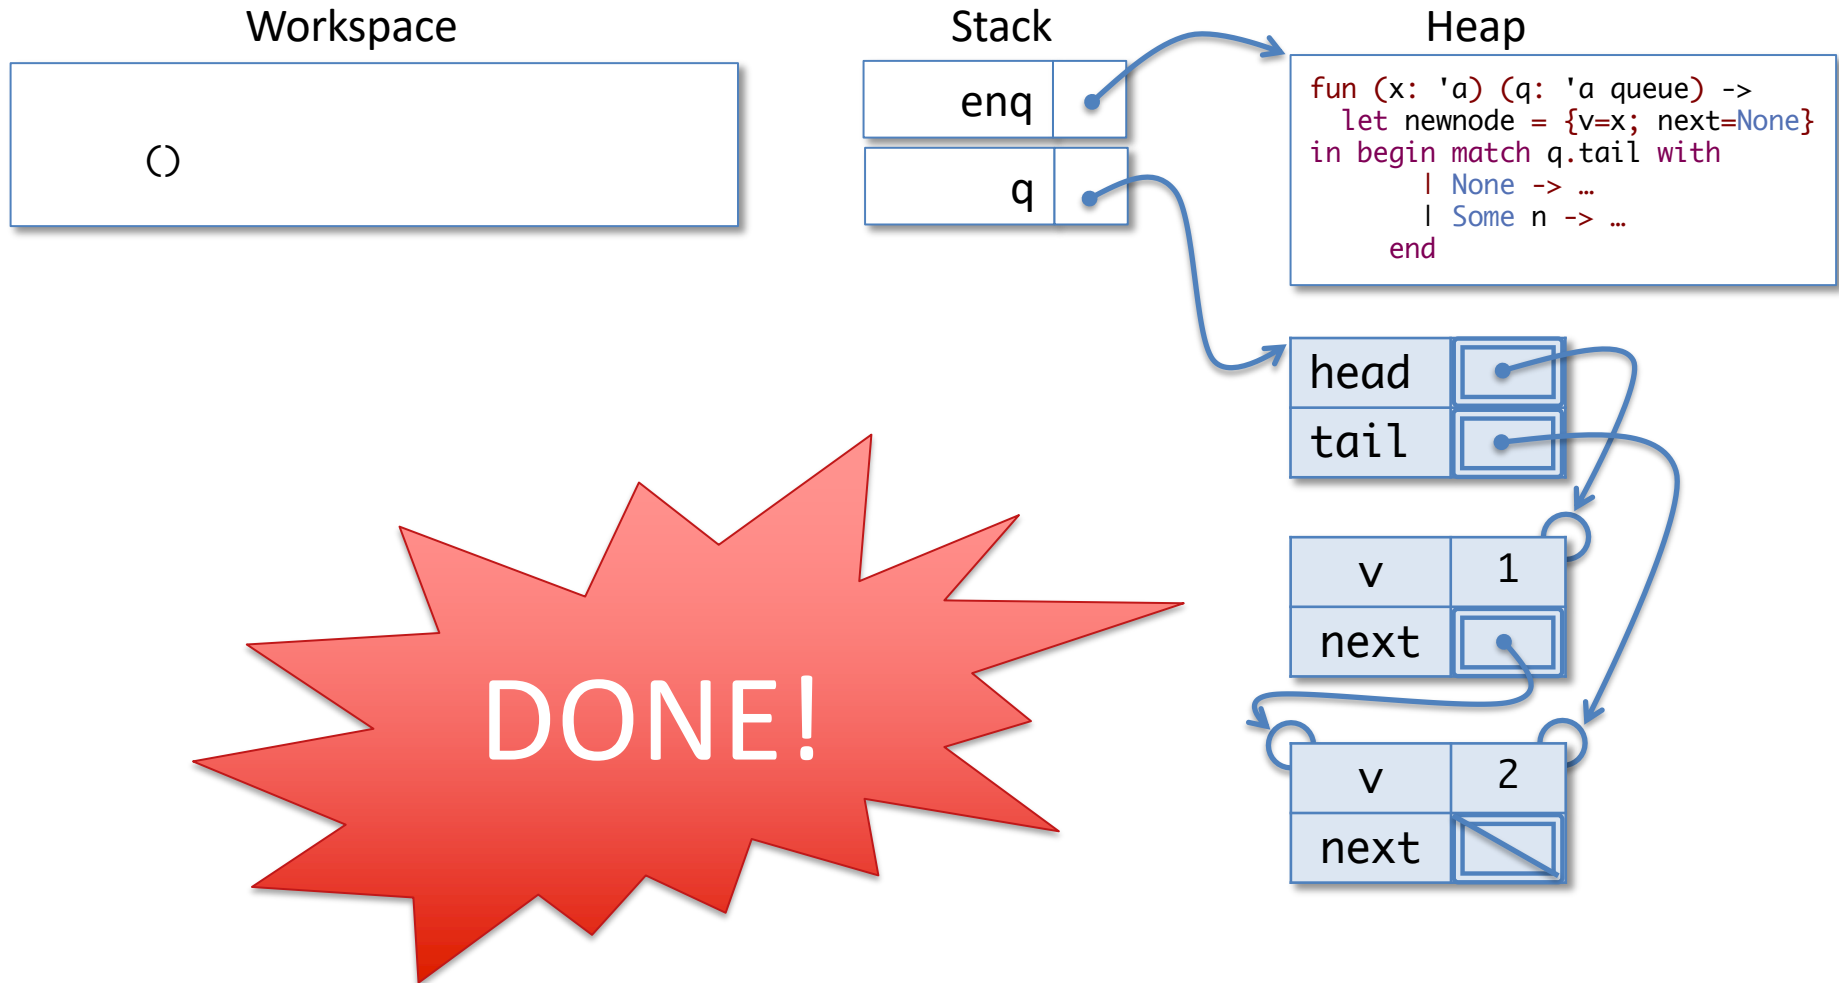 Workspace
Stack
Heap
()
enq
q
fun (x: 'a) (q: 'a queue) ->
let newnode = {v=x; next=None}
in begin match q.tail with
| None -> …
| Some n -> …
end
head
tail
v 1
next
v 2
next
DONE!